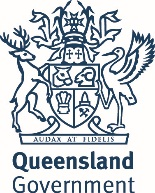 AUDAX AT FIDELIS
Queensland
Government